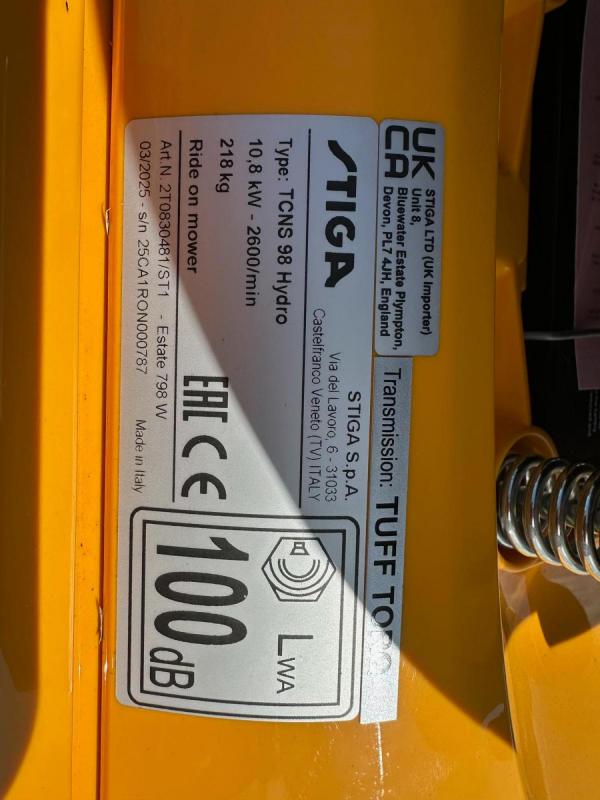 UK
CA
STIGA LTD (UK Importer)
Unit 8,
Bluewater Estate Plympton,
Devon, PL7 4JH, England
Transmission: TUFF TORQ
STIGA
STIGA S.p.A.
Via del Lavoro, 6 - 31033
Castelfranco Veneto (TV) ITALY
Type: TCNS 98 Hydro
10,8 kW - 2600/min
218 kg
Ride on mower
EAC CE
Art.N. 2T0830481/ST1 - Estate 798 W
03/2025 - s/n 25CA1RON000787 Made in Italy
LWA
100 dB